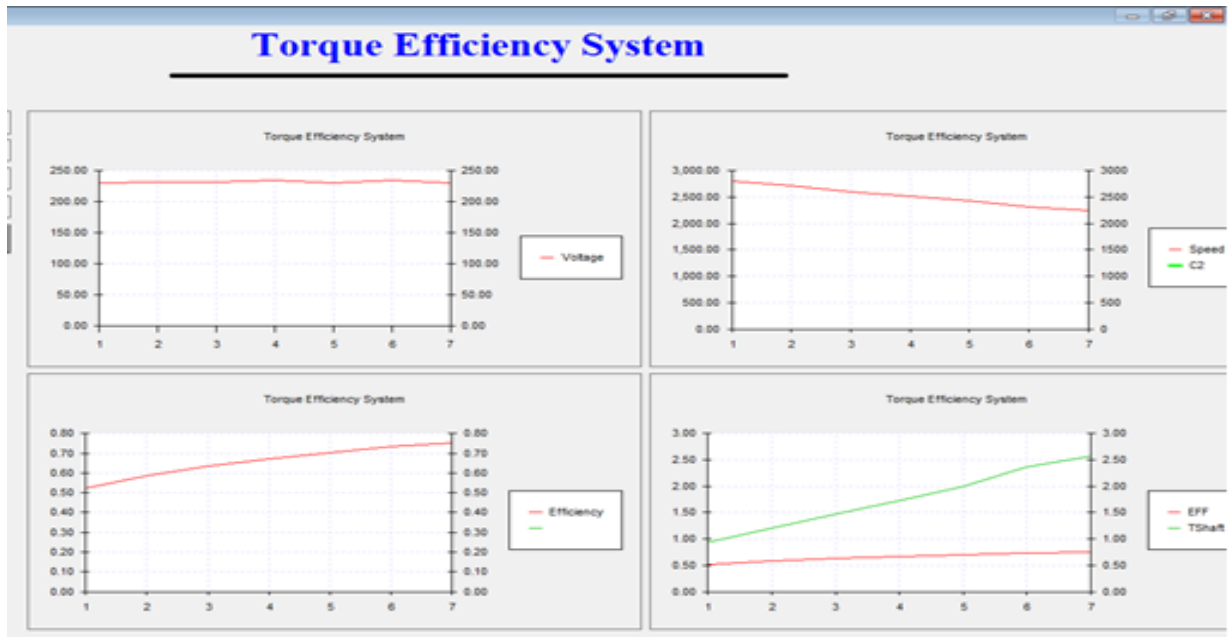 Torque Efficiency System
Torque Efficiency System
250.00 250.00
200.00 200.00
150.00 150.00
100.00 100.00
50.00 50.00
0.00 0.00
1 2 3 4 5 6 7
Voltage
Torque Efficiency System
3,000.00 3000
2,500.00 2500
2,000.00 2000
1,500.00 1500
1,000.00 1000
500.00 500
0.00 0
1 2 3 4 5 6 7
Speed
C2
Torque Efficiency System
0.80 0.80
0.70 0.70
0.60 0.60
0.50 0.50
0.40 0.40
0.30 0.30
0.20 0.20
0.10 0.10
0.00 0.00
1 2 3 4 5 6 7
Efficiency
Torque Efficiency System
3.00 3.00
2.50 2.50
2.00 2.00
1.50 1.50
1.00 1.00
0.50 0.50
0.00 0.00
1 2 3 4 5 6 7
EFF
TShaft